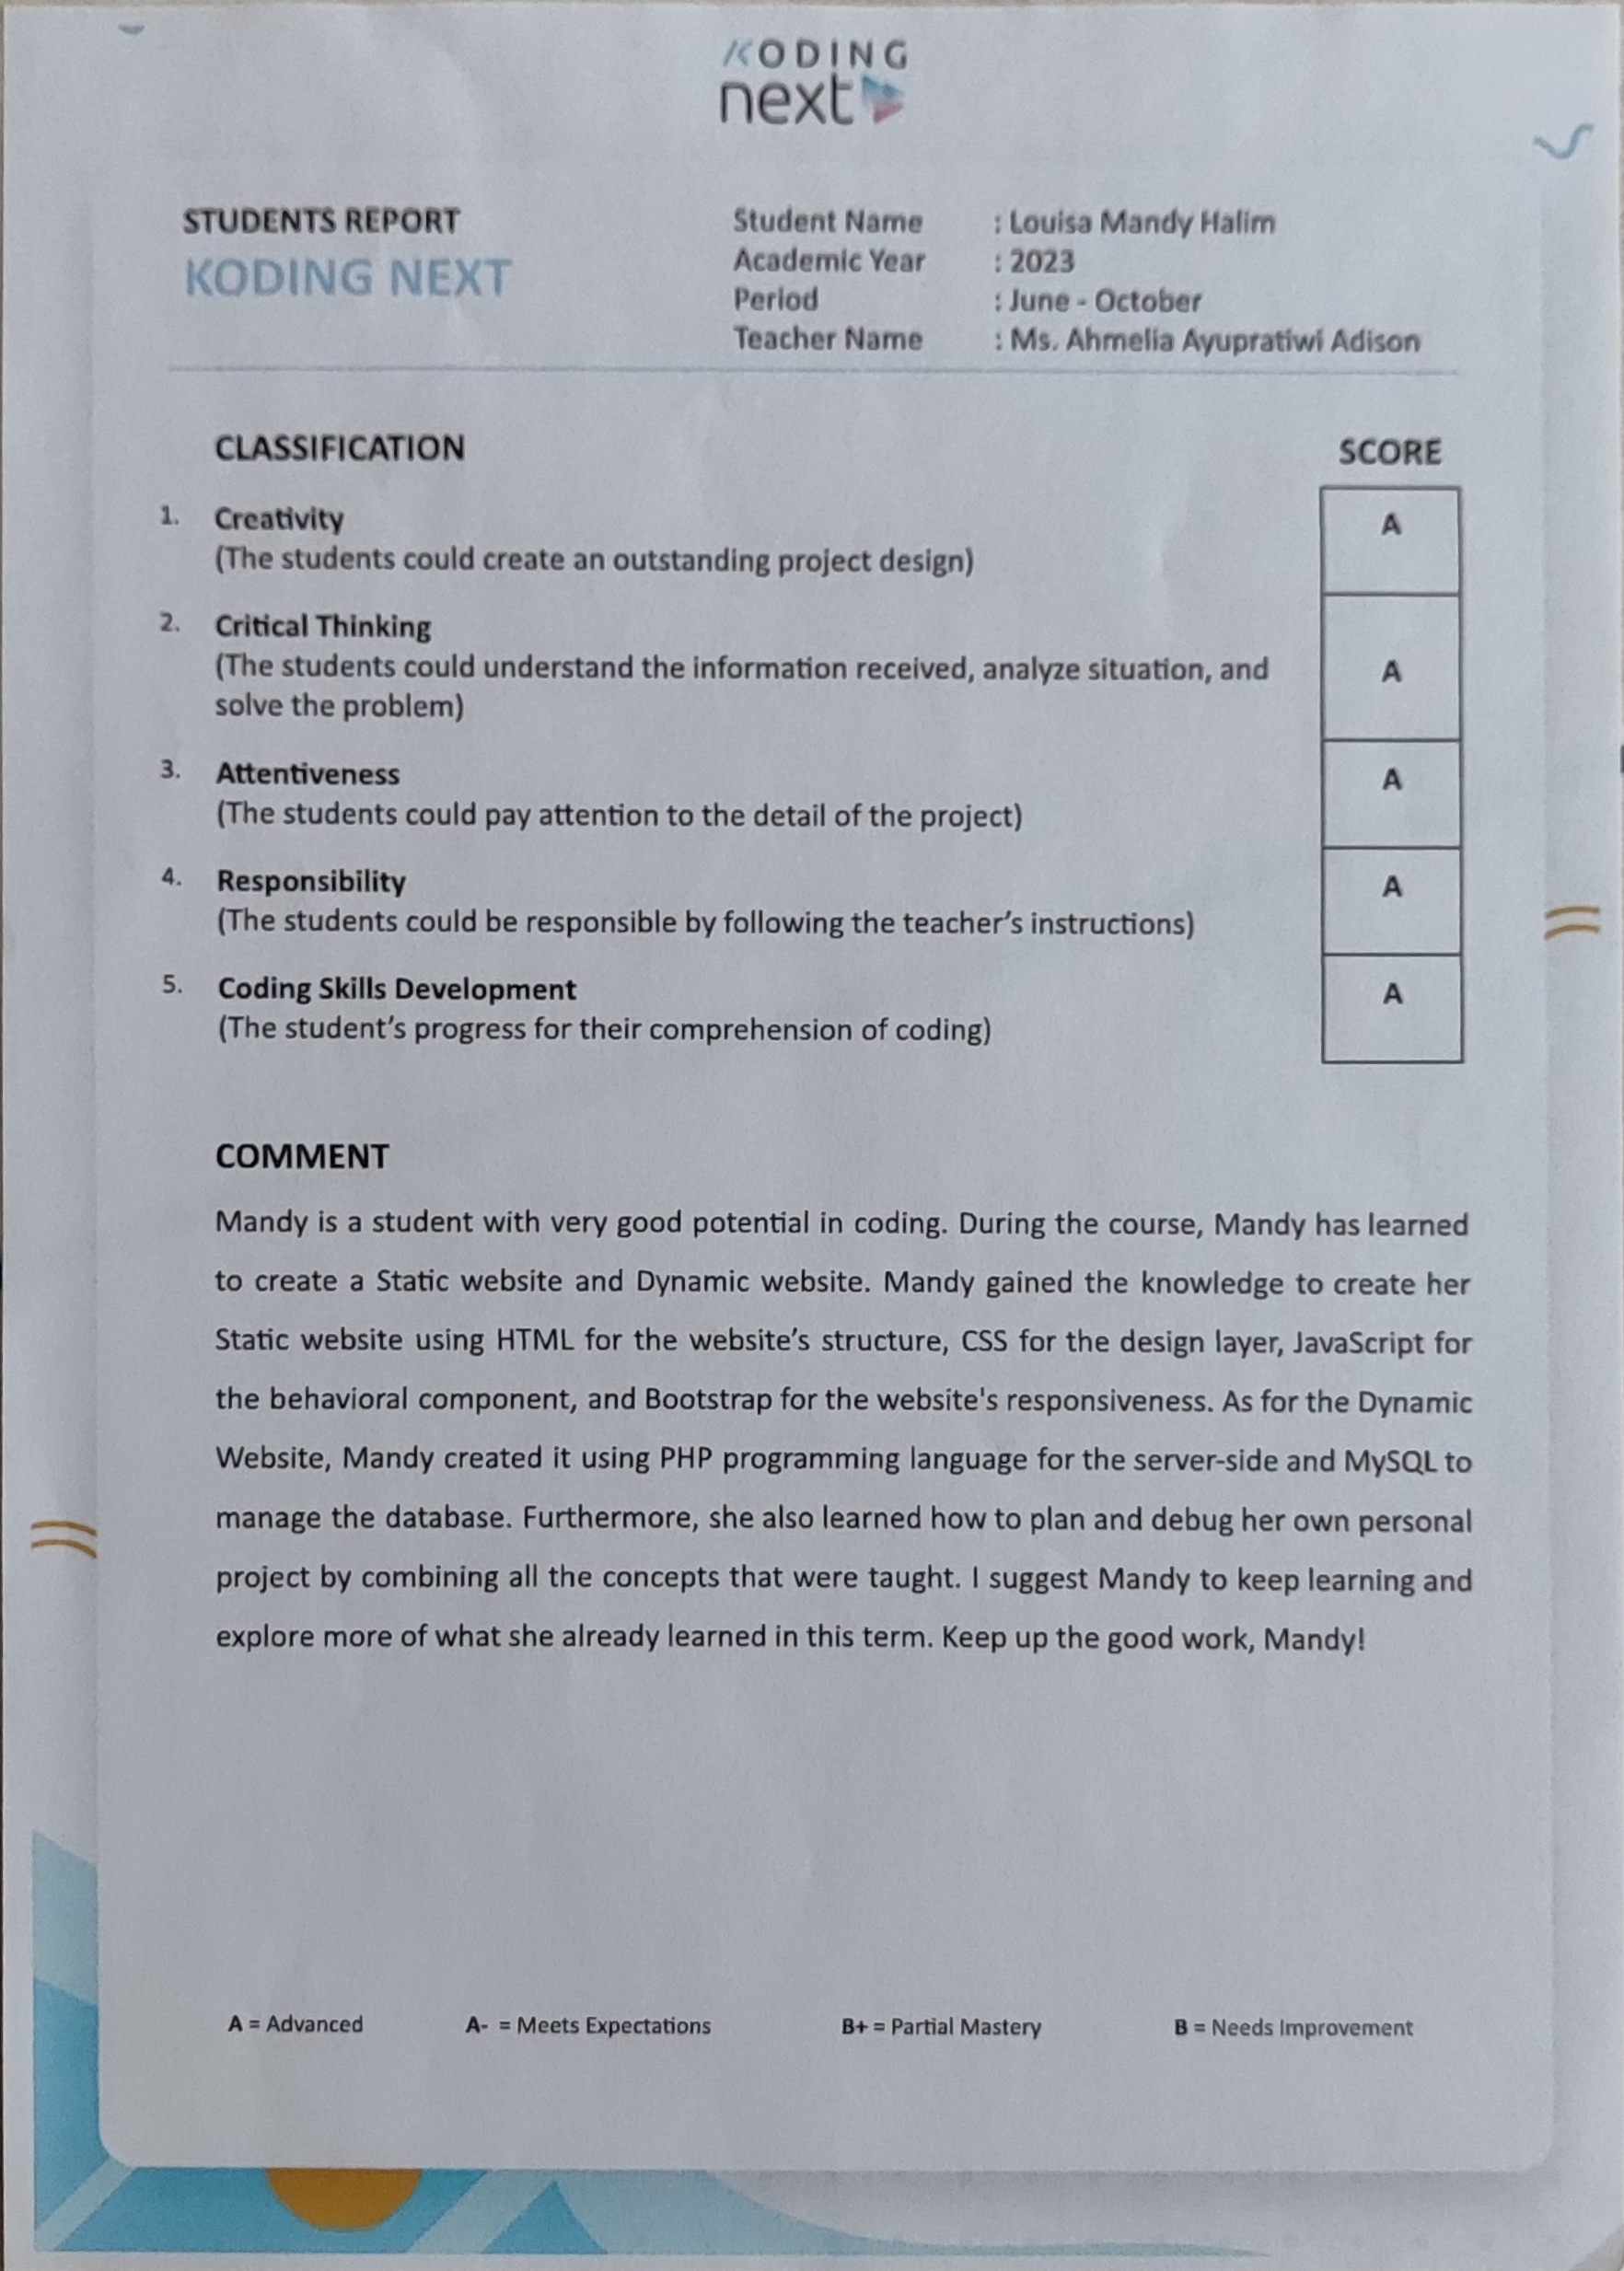 KODING
next
STUDENTS REPORT
KODING NEXT
Student Name : Louisa Mandy Halim
Academic Year : 2023
Period : June - October
Teacher Name : Ms. Ahmelia Ayupratiwi Adison
CLASSIFICATION SCORE
1. Creativity A
(The students could create an outstanding project design)
2. Critical Thinking
(The students could understand the information received, analyze situation, and A
solve the problem)
3. Attentiveness A
(The students could pay attention to the detail of the project)
4. Responsibility A
(The students could be responsible by following the teacher's instructions)
5. Coding Skills Development A
(The student's progress for their comprehension of coding)
COMMENT
Mandy is a student with very good potential in coding. During the course, Mandy has learned
to create a Static website and Dynamic website. Mandy gained the knowledge to create her
Static website using HTML for the website's structure, CSS for the design layer, JavaScript for
the behavioral component, and Bootstrap for the website's responsiveness. As for the Dynamic
Website, Mandy created it using PHP programming language for the server-side and MySQL to
manage the database. Furthermore, she also learned how to plan and debug her own personal
project by combining all the concepts that were taught. I suggest Mandy to keep learning and
explore more of what she already learned in this term. Keep up the good work, Mandy!
A = Advanced A- = Meets Expectations B+ = Partial Mastery B = Needs Improvement